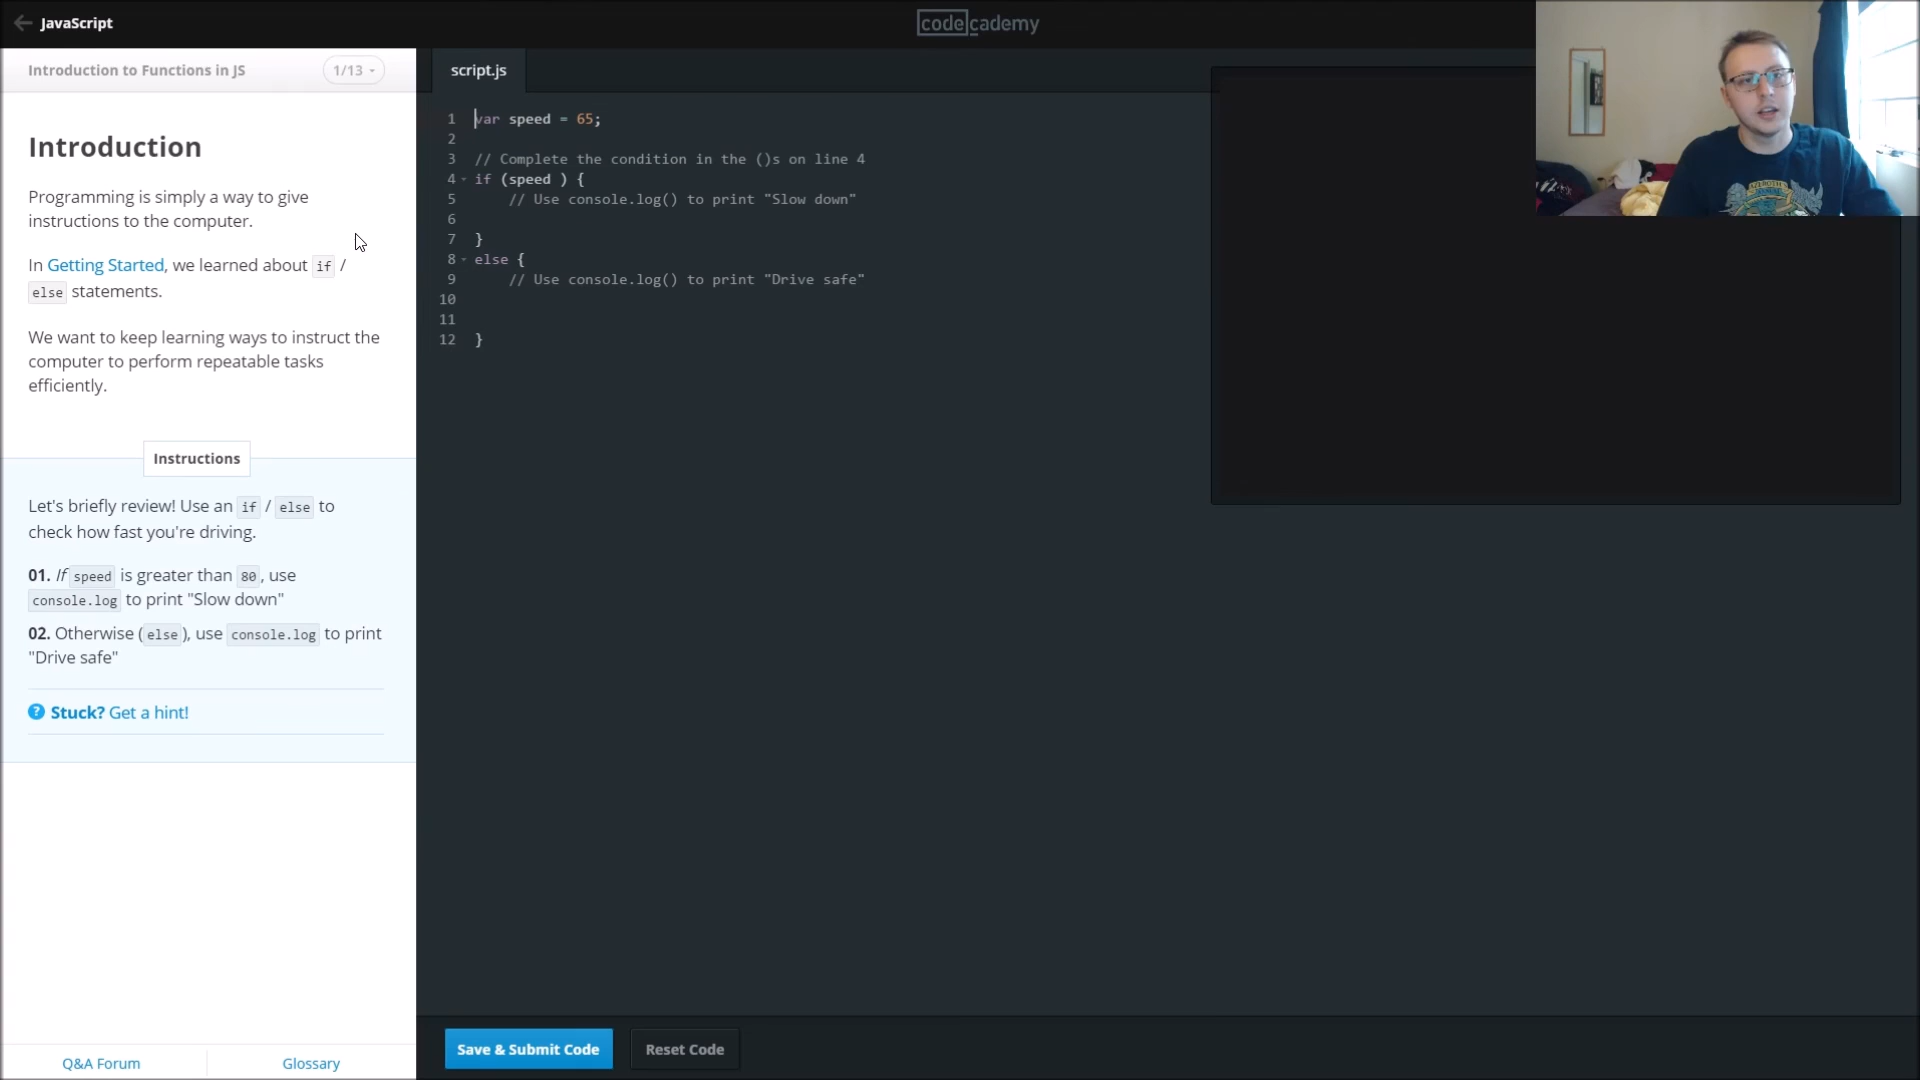 JavaScript
codecademy
Introduction to Functions in JS
1/13
Introduction
Programming is simply a way to give
instructions to the computer.
In Getting Started, we learned about if /
else statements.
We want to keep learning ways to instruct the
computer to perform repeatable tasks
efficiently.
Instructions
Let's briefly review! Use an if / else to
check how fast you're driving.
01. If speed is greater than 80, use
console.log to print "Slow down"
02. Otherwise (else), use console.log to print
"Drive safe"
? Stuck? Get a hint!
Q&A Forum
Glossary
script.js
1 var speed = 65;
2
3 // Complete the condition in the ()s on line 4
4 if (speed ) {
5 // Use console.log() to print "Slow down"
6
7 }
8 else {
9 // Use console.log() to print "Drive safe"
10
11
12 }
Save & Submit Code
Reset Code